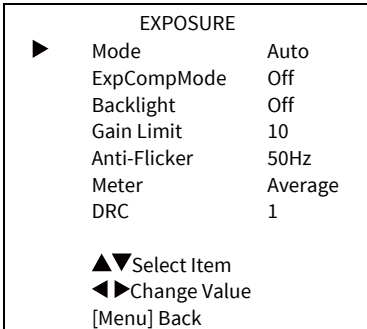 EXPOSURE
▶ Mode Auto
ExpCompMode Off
Backlight Off
Gain Limit 10
Anti-Flicker 50Hz
Meter Average
DRC 1
▲▼Select Item
◀▶Change Value
[Menu] Back